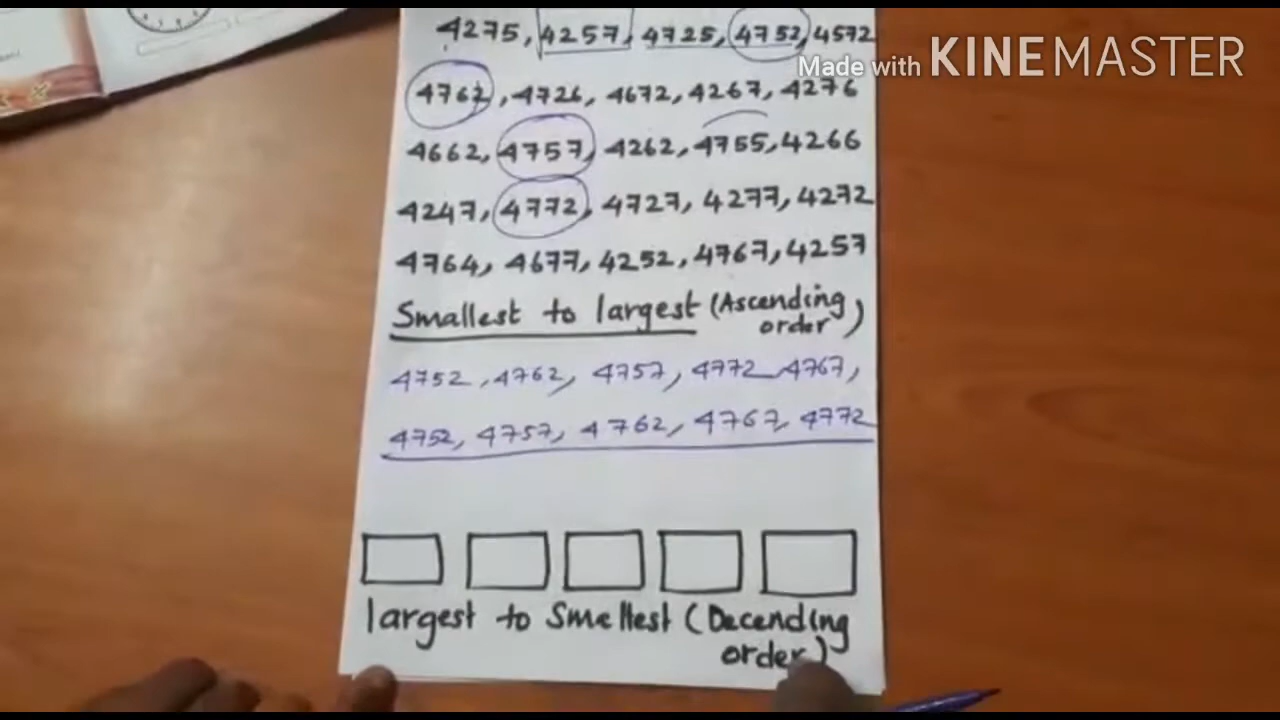 4275, 4257, 4725, 4752, 4572
Made with KINEMASTER
4762, 4726, 4672, 4267, 4276
4662, 4757, 4262, 4755, 4266
4247, 4772, 4727, 4277, 4272
4764, 4677, 4252, 4767, 4257
Smallest to largest (Ascending
order)
4752, 4762, 4757, 4772 4767,
4752, 4757, 4762, 4767, 4772
largest to Smallest (Decending
order)